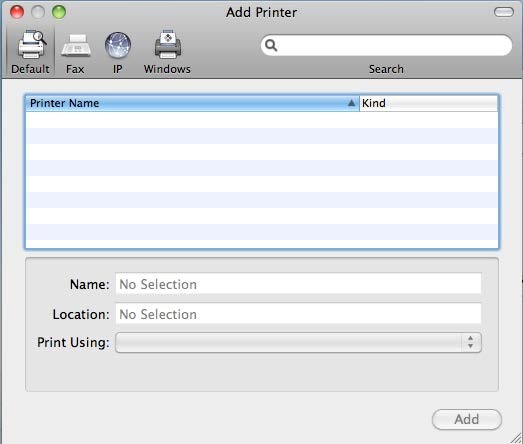 Add Printer
Default Fax IP Windows Search
Printer Name Kind
Name: No Selection
Location: No Selection
Print Using:
Add